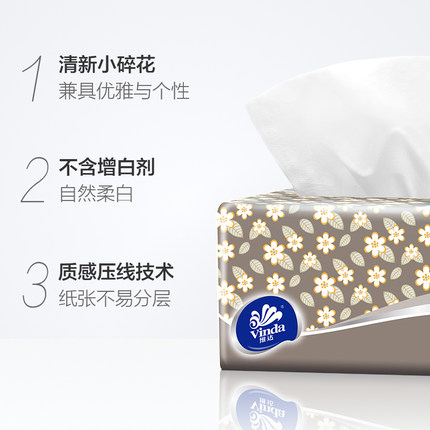 1
清新小碎花
兼具优雅与个性
2
不含增白剂
自然柔白
3
质感压线技术
纸张不易分层
Vinda
维达